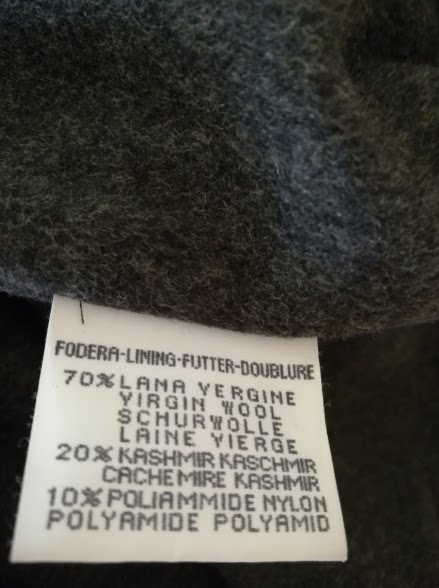 FODERA-LINING-FUTTER-DOUBLURE
70% LANA VERGINE
VIRGIN WOOL
SCHURWOLLE
LAINE VIERGE
20% KASHMIR KASCHMIR
CACHEMIRE KASHMIR
10% POLIAMMIDE NYLON
POLYAMIDE POLYAMID